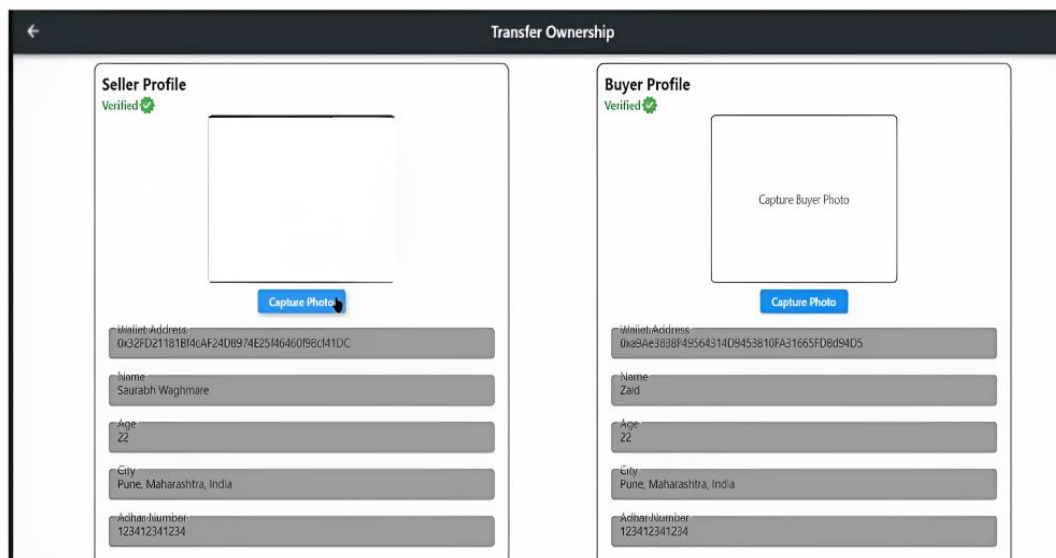 Transfer Ownership
Seller Profile
Verified
Capture Photo
Wallet Address
Name
Saurabh Waghmare
Age
22
City
Pune, Maharashtra, India
Adhar Number
123412341234
Buyer Profile
Verified
Capture Buyer Photo
Capture Photo
Wallet Address
Name
Zaid
Age
22
City
Pune, Maharashtra, India
Adhar Number
123412341234